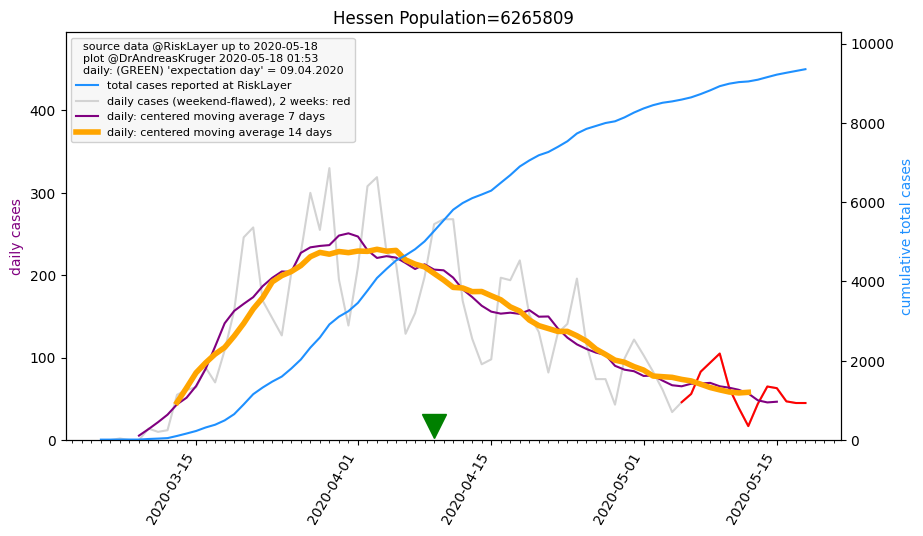 Hessen Population=6265809
source data @RiskLayer up to 2020-05-18
plot @DrAndreasKruger 2020-05-18 01:53
daily: (GREEN) 'expectation day' = 09.04.2020
total cases reported at RiskLayer
daily cases (weekend-flawed), 2 weeks: red
daily: centered moving average 7 days
daily: centered moving average 14 days
daily cases
400
300
200
100
0
10000
8000
6000
4000
2000
0
cumulative total cases
2020-03-15
2020-04-01
2020-04-15
2020-05-01
2020-05-15